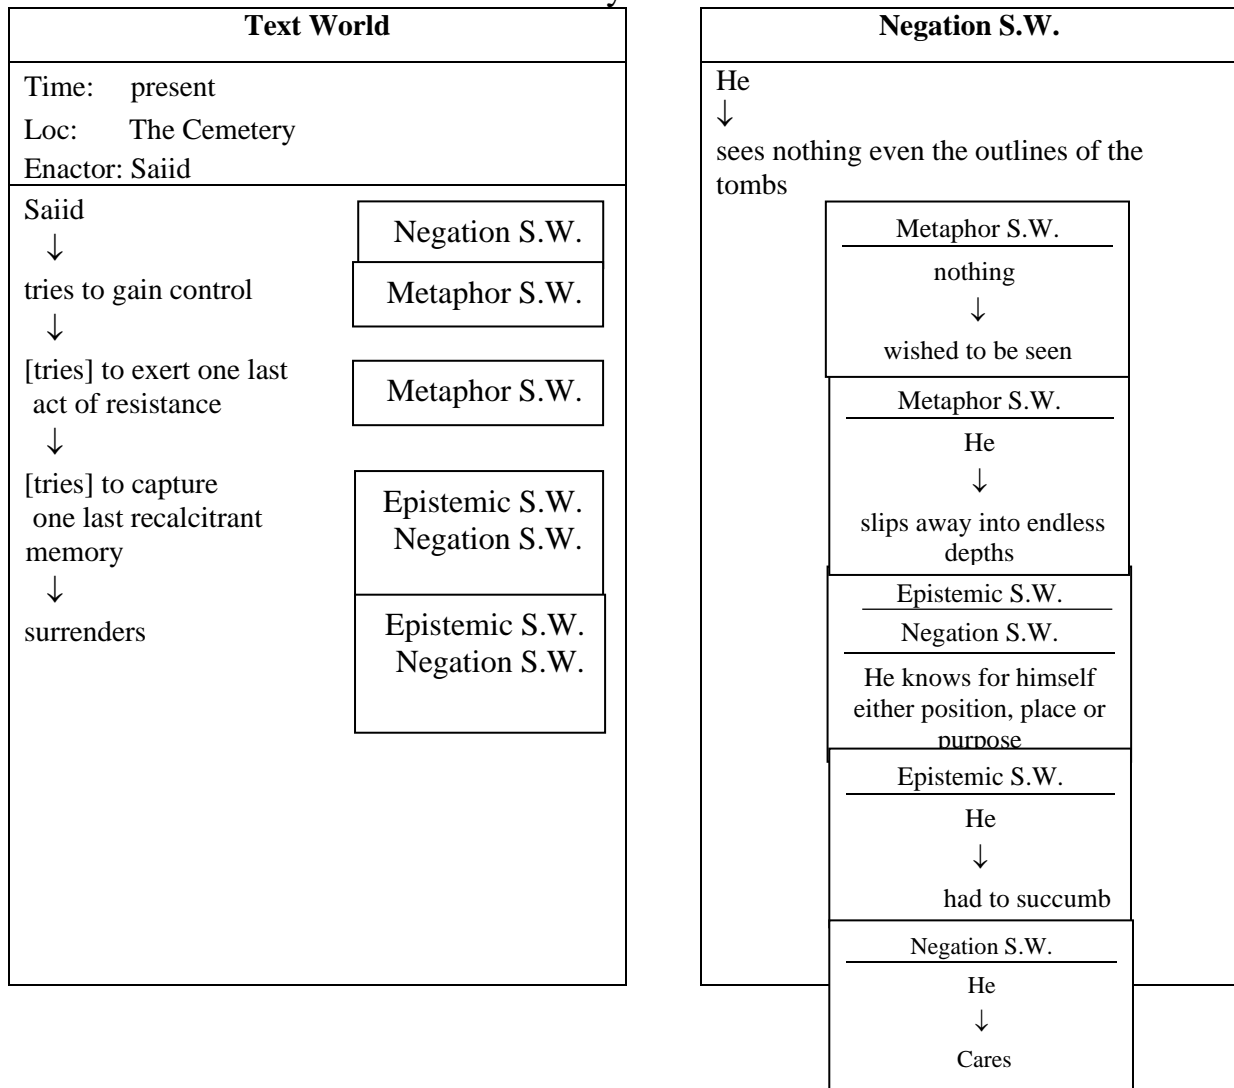 Text World
Time: present
Loc: The Cemetery
Enactor: Saiid
Saiid
↓
tries to gain control
↓
[tries] to exert one last
act of resistance
↓
[tries] to capture
one last recalcitrant
memory
↓
surrenders
Negation S.W.
Metaphor S.W.
Metaphor S.W.
Epistemic S.W.
Negation S.W.
Epistemic S.W.
Negation S.W.
Negation S.W.
He
↓
sees nothing even the outlines of the
tombs
Metaphor S.W.
nothing
↓
wished to be seen
Metaphor S.W.
He
↓
slips away into endless
depths
Epistemic S.W.
Negation S.W.
He knows for himself
either position, place or
purpose
Epistemic S.W.
He
↓
had to succumb
Negation S.W.
He
↓
Cares